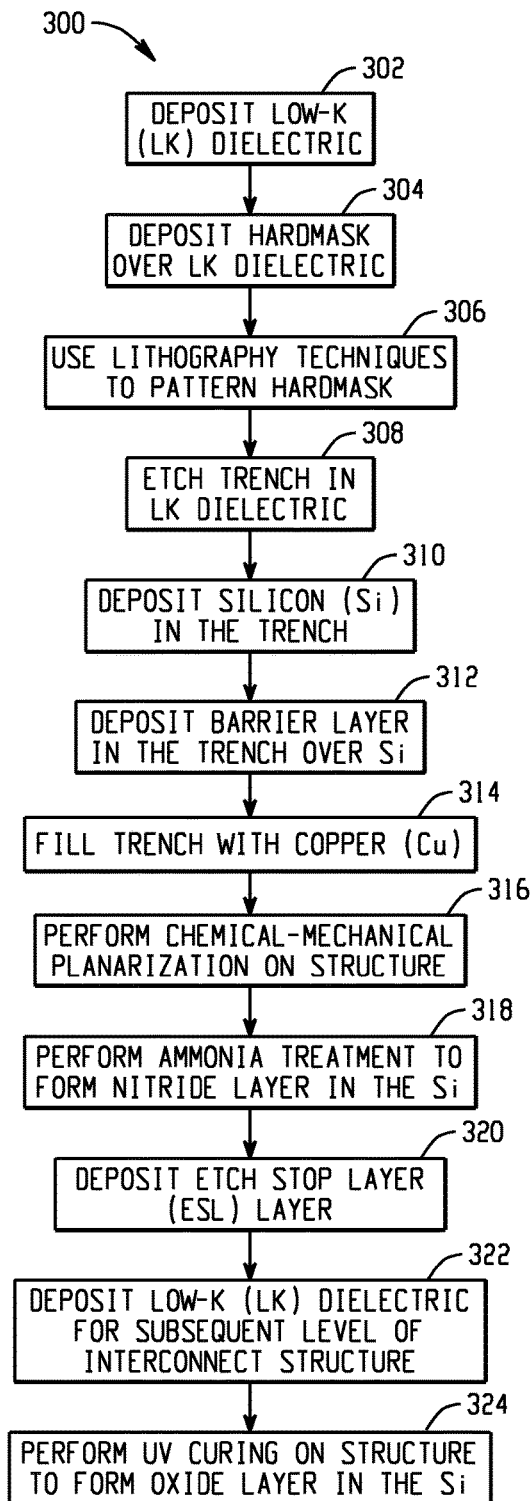 300
302
DEPOSIT LOW-K
(LK) DIELECTRIC
304
DEPOSIT HARDMASK
OVER LK DIELECTRIC
306
USE LITHOGRAPHY TECHNIQUES
TO PATTERN HARDMASK
308
ETCH TRENCH IN
LK DIELECTRIC
310
DEPOSIT SILICON (Si)
IN THE TRENCH
312
DEPOSIT BARRIER LAYER
IN THE TRENCH OVER Si
314
FILL TRENCH WITH COPPER (Cu)
316
PERFORM CHEMICAL-MECHANICAL
PLANARIZATION ON STRUCTURE
318
PERFORM AMMONIA TREATMENT TO
FORM NITRIDE LAYER IN THE Si
320
DEPOSIT ETCH STOP LAYER
(ESL) LAYER
322
DEPOSIT LOW-K (LK) DIELECTRIC
FOR SUBSEQUENT LEVEL OF
INTERCONNECT STRUCTURE
324
PERFORM UV CURING ON STRUCTURE
TO FORM OXIDE LAYER IN THE Si